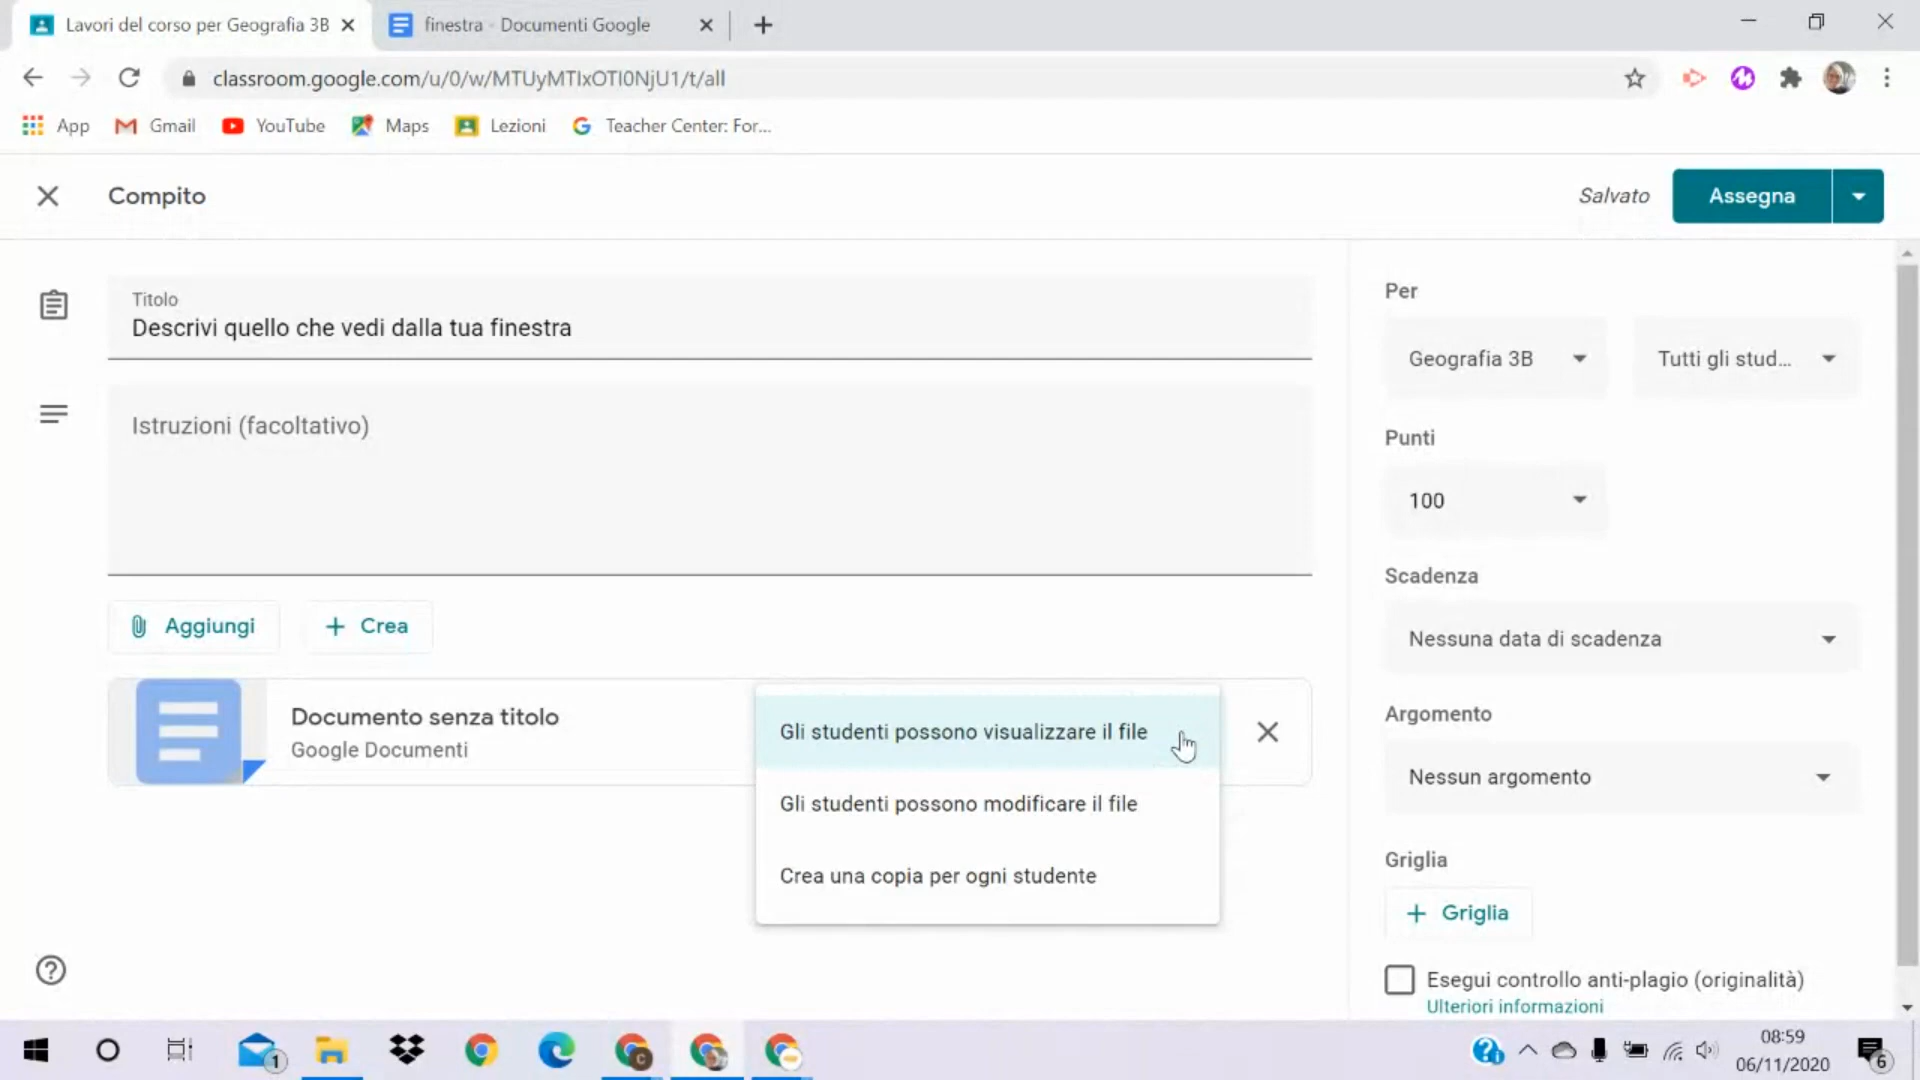 Lavori del corso per Geografia 3B
finestra - Documenti Google
classroom.google.com/u/0/w/MTUyMTIxOTI0NjU1/t/all
App
Gmail
YouTube
Maps
Lezioni
Teacher Center: For...
Compito
Salvato
Assegna
Titolo
Descrivi quello che vedi dalla tua finestra
Istruzioni (facoltativo)
Aggiungi
Crea
Documento senza titolo
Google Documenti
Gli studenti possono visualizzare il file
Gli studenti possono modificare il file
Crea una copia per ogni studente
Per
Geografia 3B
Tutti gli stud...
Punti
100
Scadenza
Nessuna data di scadenza
Argomento
Nessun argomento
Griglia
Griglia
Esegui controllo anti-plagio (originalità)
Ulteriori informazioni
1
C
08:59
06/11/2020
6